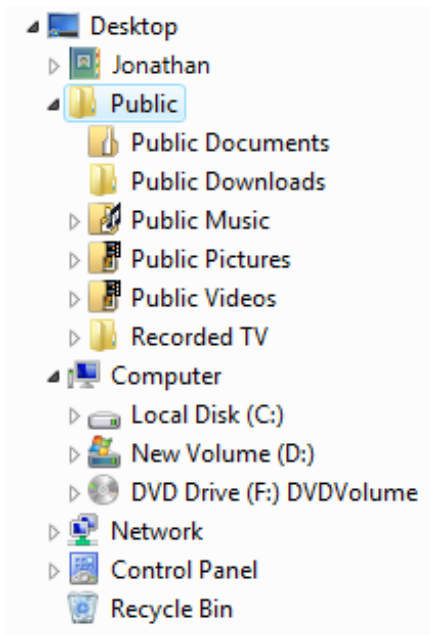 Desktop
Jonathan
Public
Public Documents
Public Downloads
Public Music
Public Pictures
Public Videos
Recorded TV
Computer
Local Disk (C:)
New Volume (D:)
DVD Drive (F:) DVDVolume
Network
Control Panel
Recycle Bin